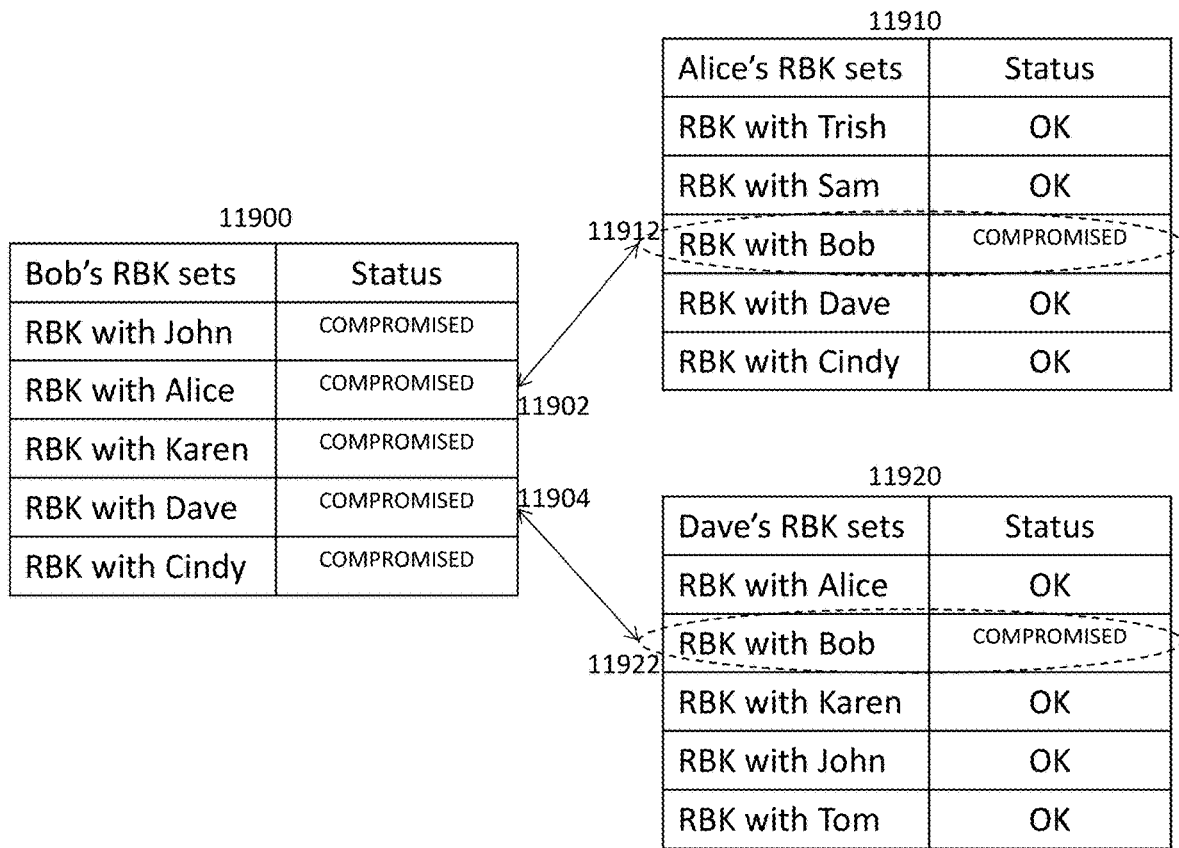 11910
Alice's RBK sets Status
RBK with Trish OK
RBK with Sam OK
11912
RBK with Bob COMPROMISED
RBK with Dave OK
RBK with Cindy OK
11900
Bob's RBK sets Status
RBK with John COMPROMISED
RBK with Alice COMPROMISED
11902
RBK with Karen COMPROMISED
RBK with Dave COMPROMISED
11904
RBK with Cindy COMPROMISED
11920
Dave's RBK sets Status
RBK with Alice OK
RBK with Bob COMPROMISED
11922
RBK with Karen OK
RBK with John OK
RBK with Tom OK